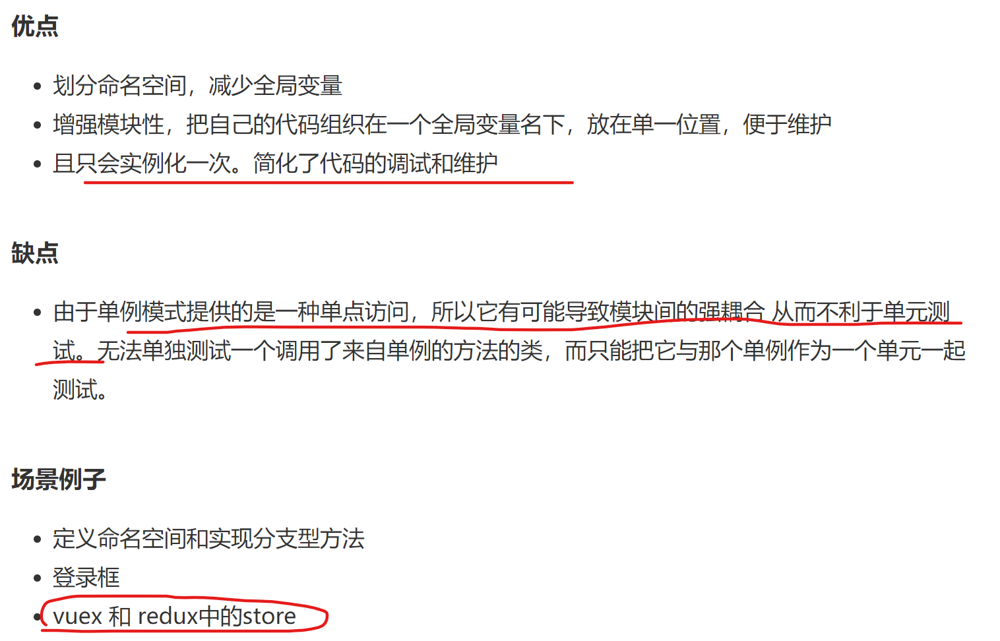 优点
划分命名空间，减少全局变量
增强模块性，把自己的代码组织在一个全局变量名下，放在单一位置，便于维护
且只会实例化一次。简化了代码的调试和维护
缺点
由于单例模式提供的是一种单点访问，所以它有可能导致模块间的强耦合 从而不利于单元测
试。无法单独测试一个调用了来自单例的方法的类，而只能把它与那个单例作为一个单元一起
测试。
场景例子
定义命名空间和实现分支型方法
登录框
vuex 和 redux中的store